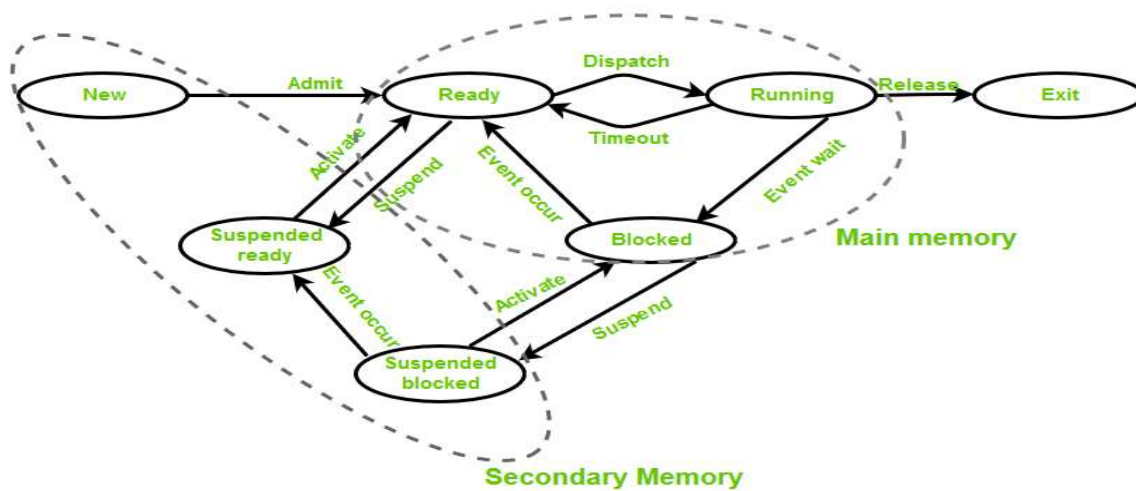 Dispatch
New
Admit
Ready
Running
Release
Exit
Timeout
Activate
Suspend
Event occur
Event wait
Suspended
ready
Blocked
Main memory
Event occur
Activate
Suspend
Suspended
blocked
Secondary Memory